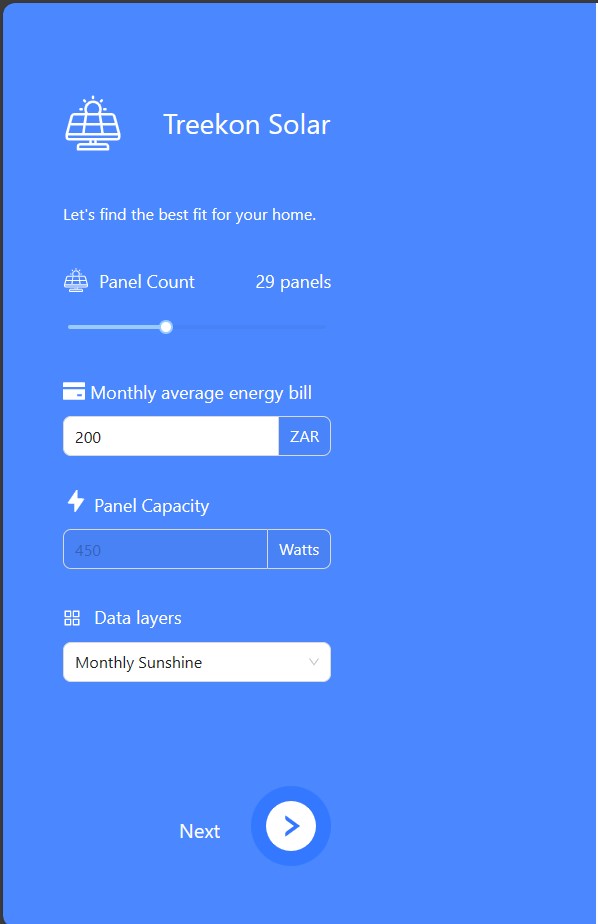 Treekon Solar
Let's find the best fit for your home.
Panel Count 29 panels
Monthly average energy bill
200 ZAR
Panel Capacity
450 Watts
Data layers
Monthly Sunshine
Next